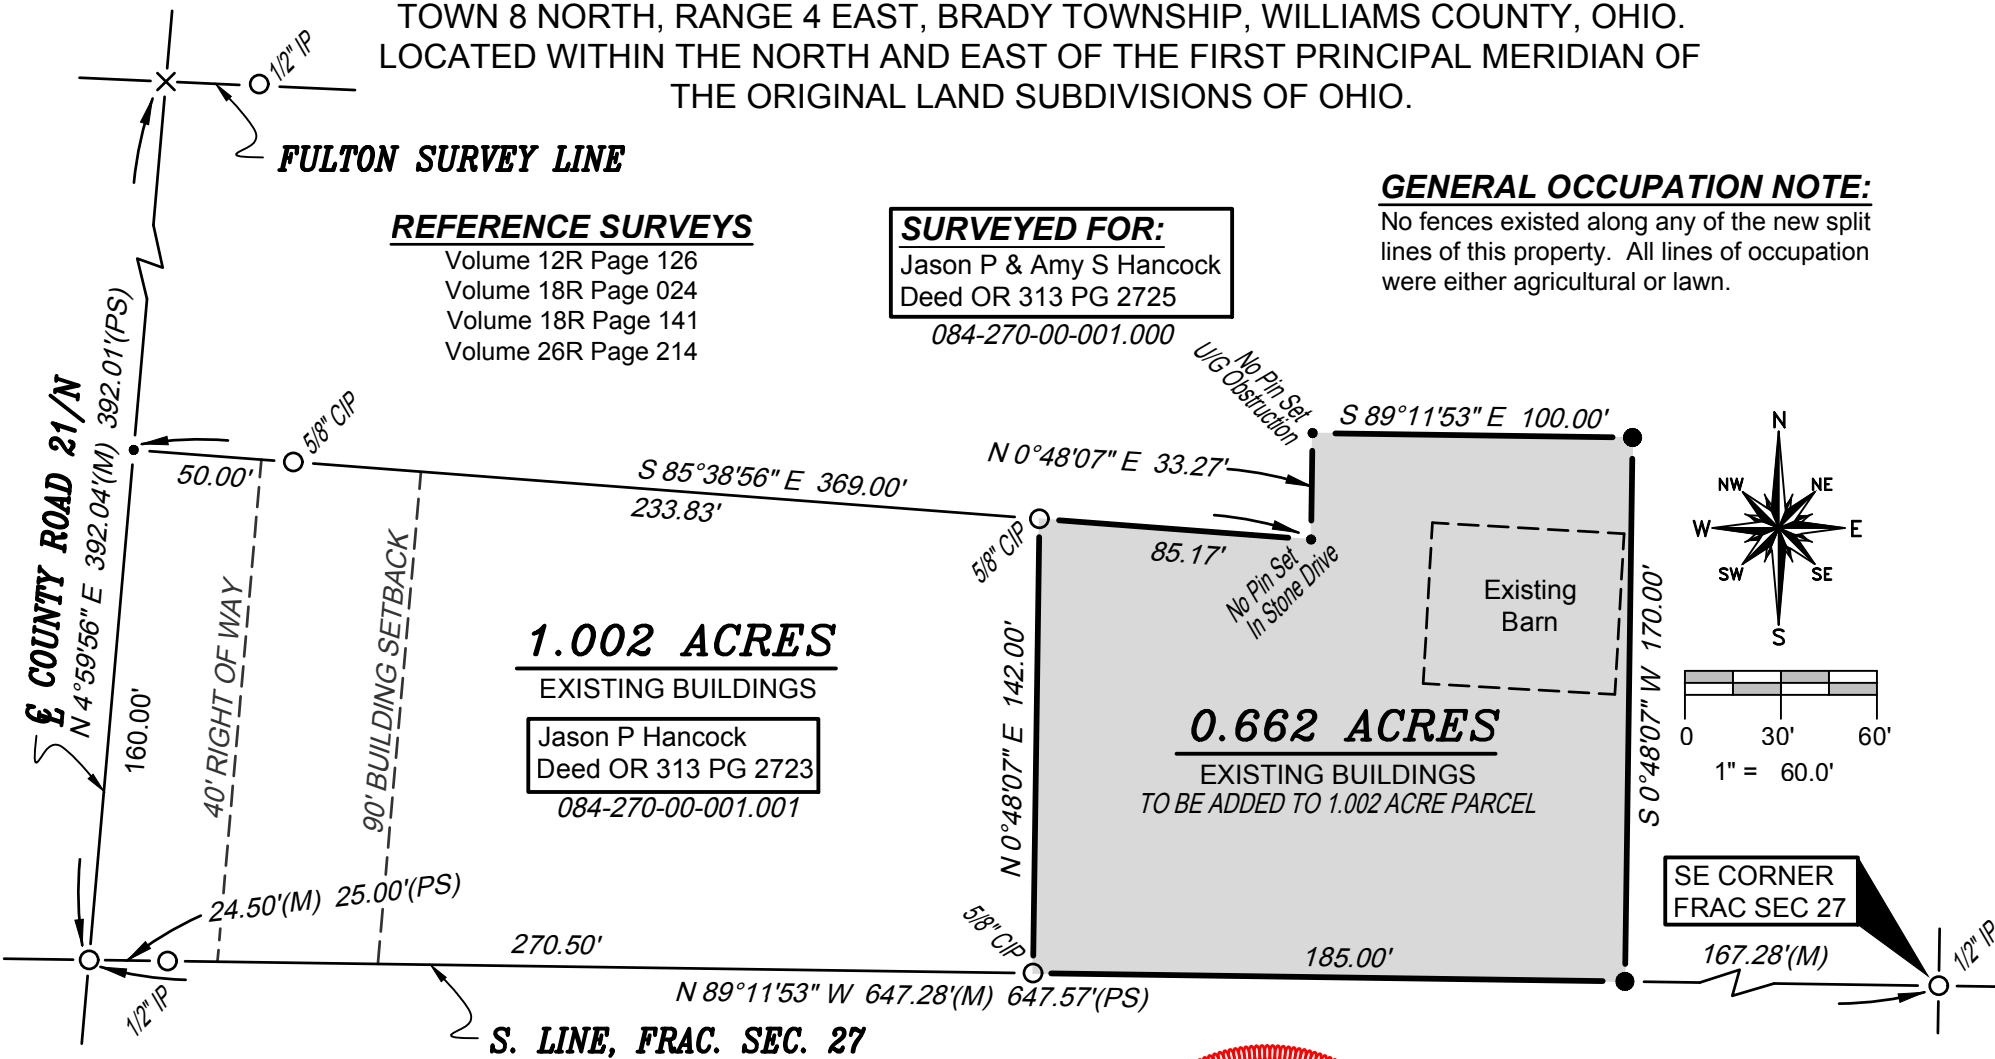 TOWN 8 NORTH, RANGE 4 EAST, BRADY TOWNSHIP, WILLIAMS COUNTY, OHIO.
LOCATED WITHIN THE NORTH AND EAST OF THE FIRST PRINCIPAL MERIDIAN OF
THE ORIGINAL LAND SUBDIVISIONS OF OHIO.
1/2" IP
FULTON SURVEY LINE
REFERENCE SURVEYS
Volume 12R Page 126
Volume 18R Page 024
Volume 18R Page 141
Volume 26R Page 214
SURVEYED FOR:
Jason P & Amy S Hancock
Deed OR 313 PG 2725
084-270-00-001.000
GENERAL OCCUPATION NOTE:
No fences existed along any of the new split
lines of this property. All lines of occupation
were either agricultural or lawn.
℄ COUNTY ROAD 21/N
N 4°59'56" E 392.04'(M) 392.01'(PS)
160.00'
50.00'
5/8" CIP
S 85°38'56" E 369.00'
233.83'
N 0°48'07" E 33.27'
No Pin Set
U/G Obstruction
S 89°11'53" E 100.00'
5/8" CIP
85.17'
No Pin Set
In Stone Drive
Existing
Barn
N
NW
NE
W
E
SW
SE
S
0
30'
60'
1" = 60.0'
40' RIGHT OF WAY
90' BUILDING SETBACK
1.002 ACRES
EXISTING BUILDINGS
Jason P Hancock
Deed OR 313 PG 2723
084-270-00-001.001
N 0°48'07" E 142.00'
0.662 ACRES
EXISTING BUILDINGS
TO BE ADDED TO 1.002 ACRE PARCEL
S 0°48'07" W 170.00'
SE CORNER
FRAC SEC 27
24.50'(M) 25.00'(PS)
1/2" IP
270.50'
5/8" CIP
185.00'
167.28'(M)
1/2" IP
N 89°11'53" W 647.28'(M) 647.57'(PS)
S. LINE, FRAC. SEC. 27